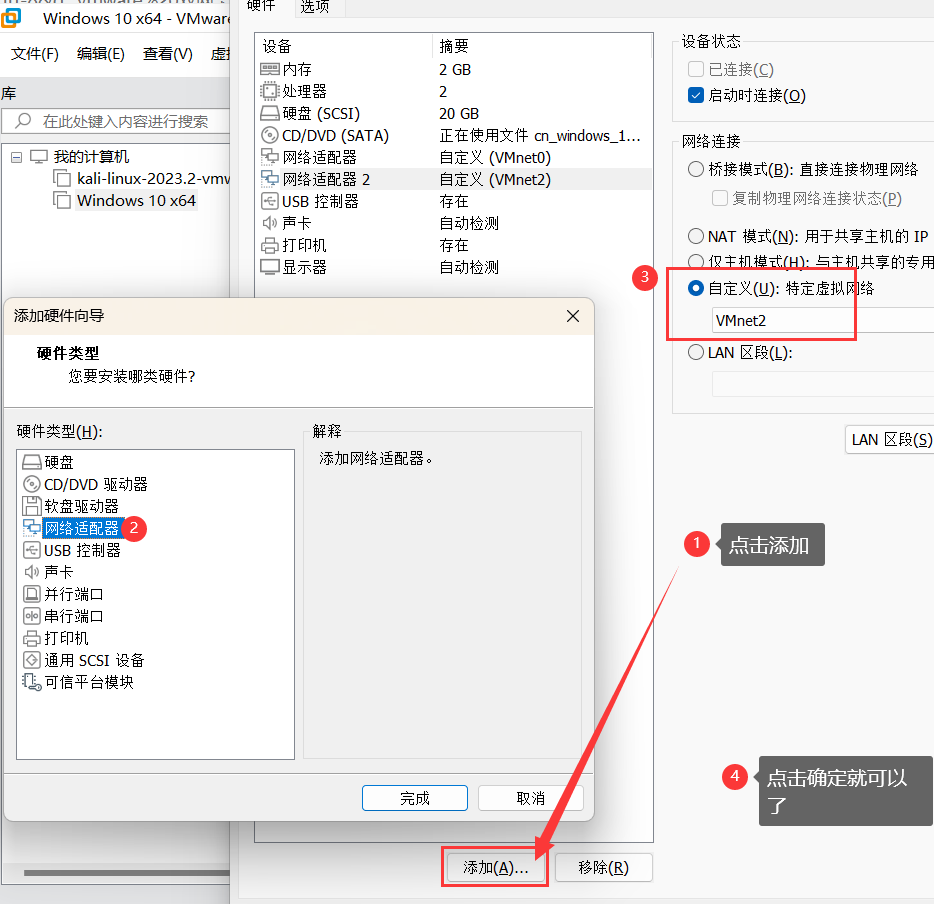 Windows 10 x64 - VMware
文件(F) 编辑(E) 查看(V) 虚拟
库
在此处键入内容进行搜索
我的计算机
kali-linux-2023.2-vmw
Windows 10 x64
硬件 选项
设备 摘要
内存 2 GB
处理器 2
硬盘 (SCSI) 20 GB
CD/DVD (SATA) 正在使用文件 cn_windows_1...
网络适配器 自定义 (VMnet0)
网络适配器 2 自定义 (VMnet2)
USB 控制器 存在
声卡 自动检测
打印机 存在
显示器 自动检测
设备状态
已连接(C)
启动时连接(O)
网络连接
桥接模式(B): 直接连接物理网络
复制物理网络连接状态(P)
NAT 模式(N): 用于共享主机的 IP
仅主机模式(H): 与主机共享的专用
3
自定义(U): 特定虚拟网络
VMnet2
LAN 区段(L):
LAN 区段(S)
添加硬件向导
硬件类型
您要安装哪类硬件?
硬件类型(H):
硬盘
CD/DVD 驱动器
软盘驱动器
网络适配器 2
USB 控制器
声卡
并行端口
串行端口
打印机
通用 SCSI 设备
可信平台模块
解释
添加网络适配器。
完成 取消
1 点击添加
4 点击确定就可以
了
添加(A)... 移除(R)